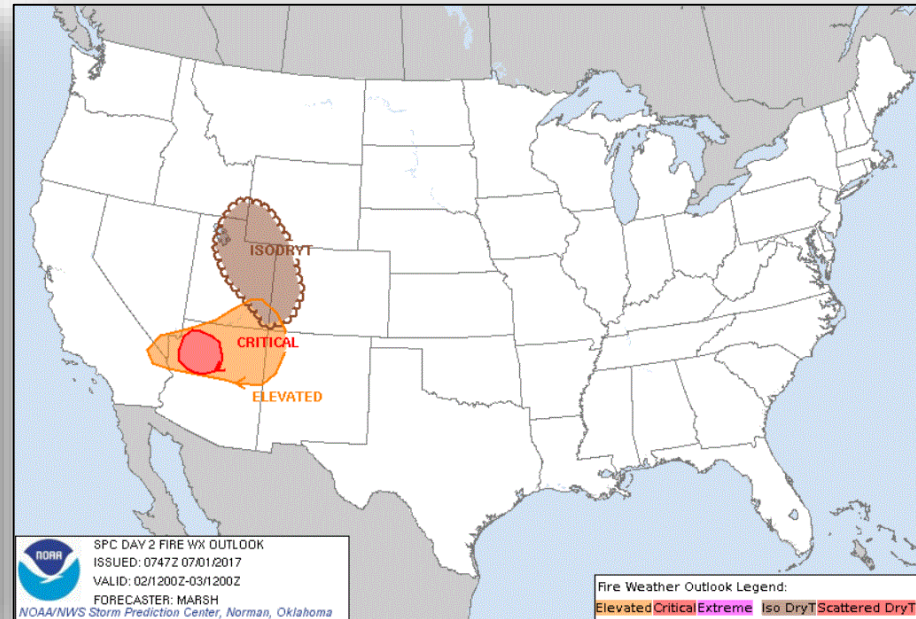 ISODRYT
CRITICAL
ELEVATED
NOAA
SPC DAY 2 FIRE WX OUTLOOK
ISSUED: 0747Z 07/01/2017
VALID: 02/1200Z-03/1200Z
FORECASTER: MARSH
NOAA/NWS Storm Prediction Center, Norman, Oklahoma
Fire Weather Outlook Legend:
Elevated Critical Extreme Iso DryT Scattered DryT